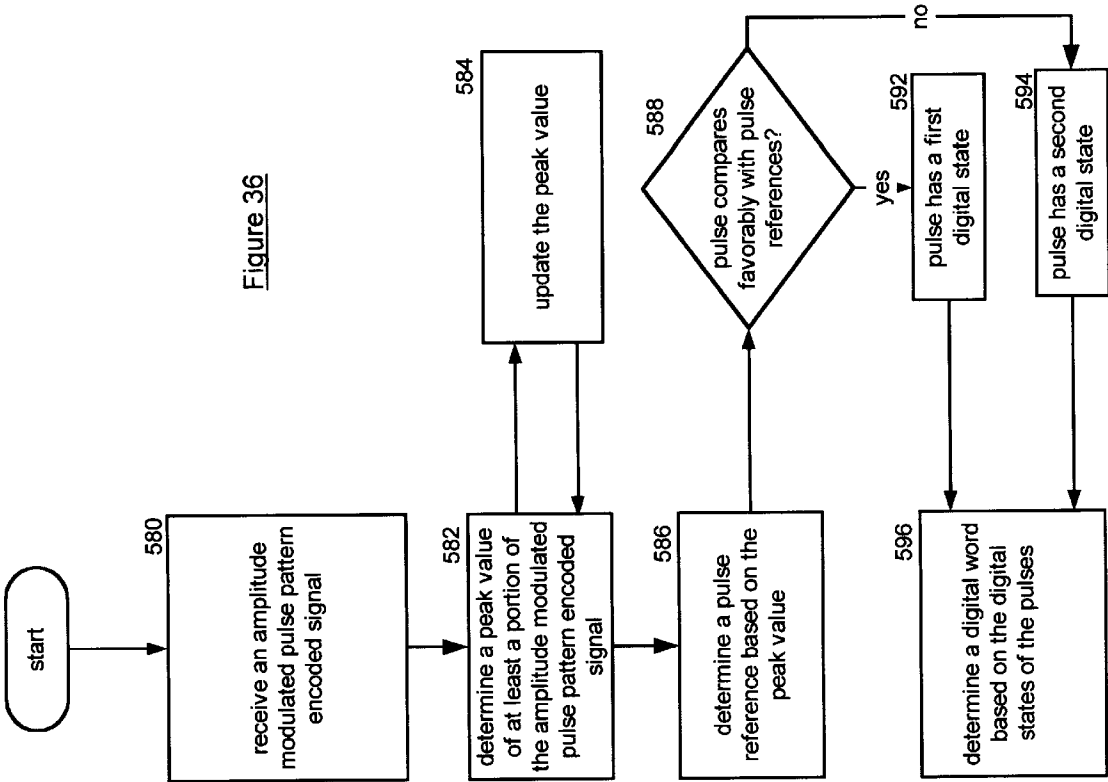 Figure 36
start
580
receive an amplitude
modulated pulse pattern
encoded signal
582
determine a peak value
of at least a portion of
the amplitude modulated
pulse pattern encoded
signal
584
update the peak value
586
determine a pulse
reference based on the
peak value
588
pulse compares
favorably with pulse
references?
yes
no
592
pulse has a first
digital state
594
pulse has a second
digital state
596
determine a digital word
based on the digital
states of the pulses